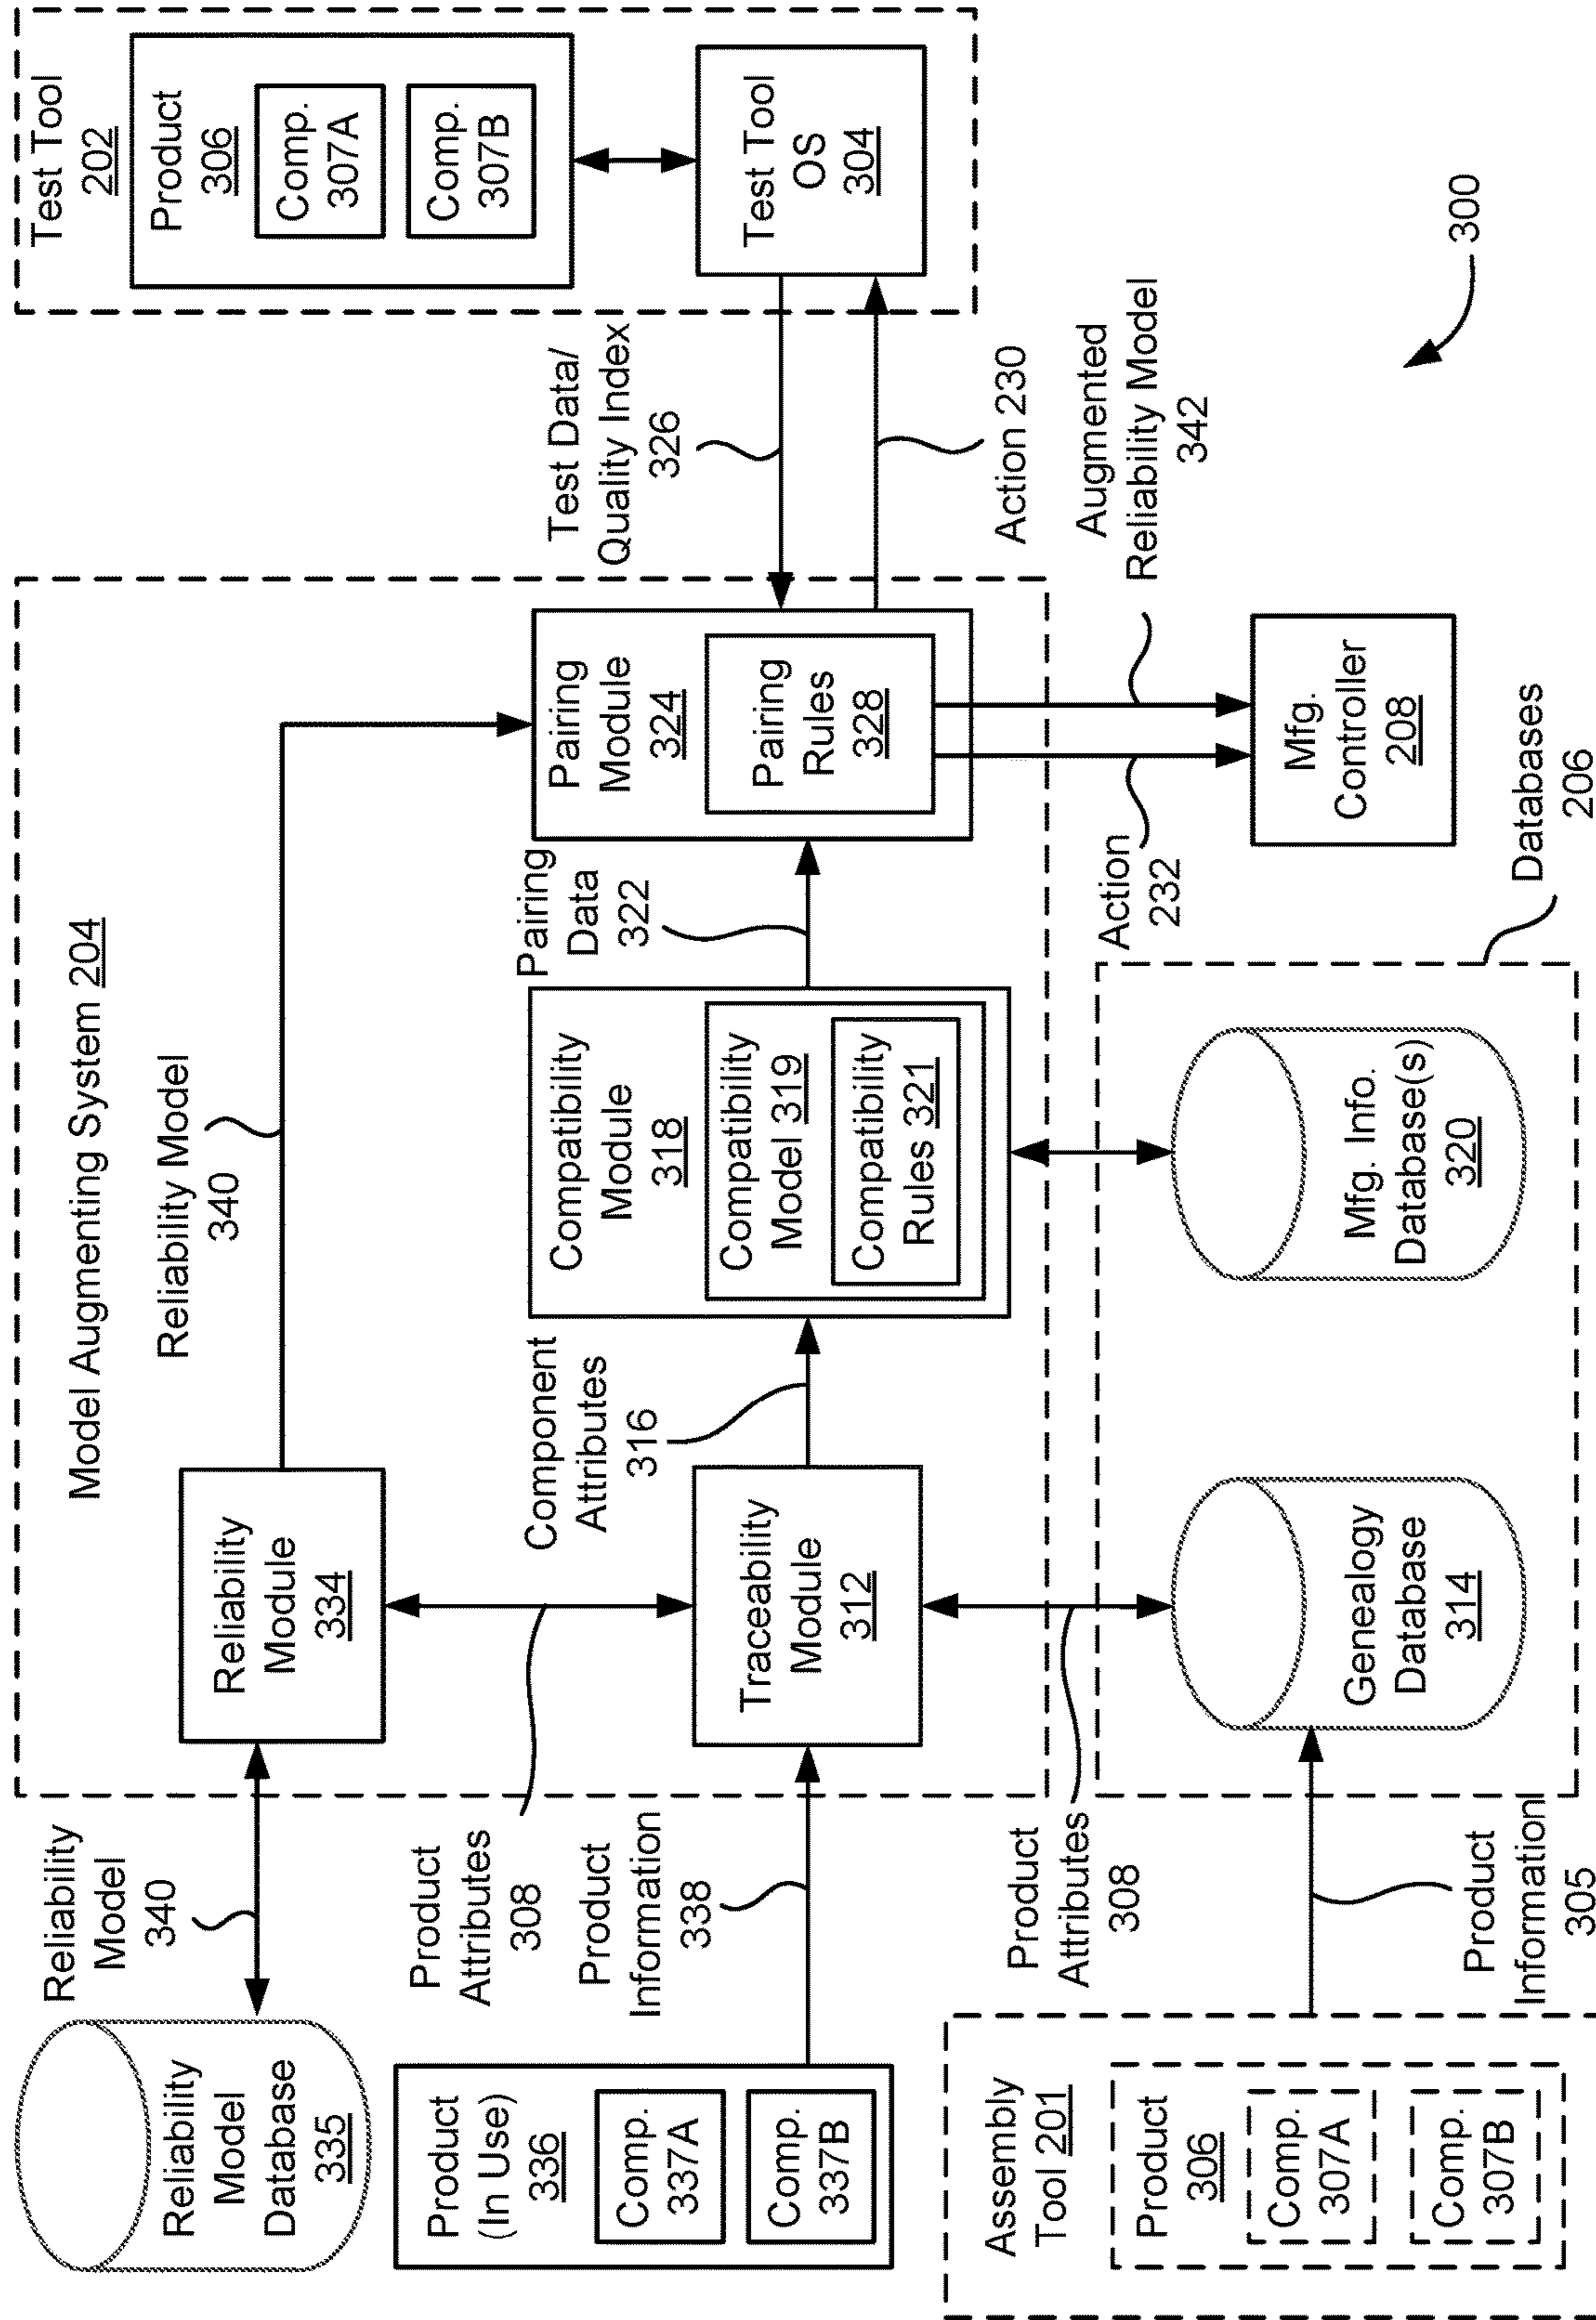 Reliability
Model
Database
335
Reliability
Model
340
Model Augmenting System 204
Reliability
Module
334
Reliability Model
340
Test Tool
202
Product
306
Comp.
307A
Comp.
307B
Test Tool
OS
304
Product
(In Use)
336
Comp.
337A
Comp.
337B
Product
Attributes
308
Product
Information
338
Traceability
Module
312
Component
Attributes
316
Compatibility
Module
318
Compatibility
Model 319
Compatibility
Rules 321
Pairing
Data
322
Pairing
Module
324
Pairing
Rules
328
Test Data/
Quality Index
326
Action 230
Augmented
Reliability Model
342
Action
232
Mfg.
Controller
208
Product
Attributes
308
Assembly
Tool 201
Product
306
Comp.
307A
Comp.
307B
Product
Information
305
Genealogy
Database
314
Mfg. Info.
Database(s)
320
Databases
206
300